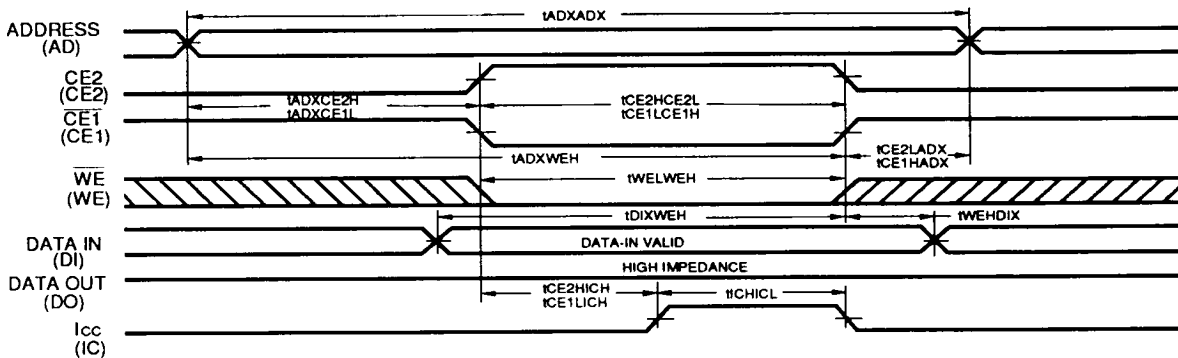 tADXADX
ADDRESS
(AD)
CE2
(CE2)
tADXCE2H
tADXCE1L
tCE2HCE2L
tCE1LCE1H
CE1
(CE1)
tADXWEH
tCE2LADX
tCE1HADX
WE
(WE)
tWELWEH
tDIXWEH
tWEHDIX
DATA IN
(DI)
DATA-IN VALID
HIGH IMPEDANCE
DATA OUT
(DO)
tCE2HICH
tCE1LICH
tICHICL
Icc
(IC)